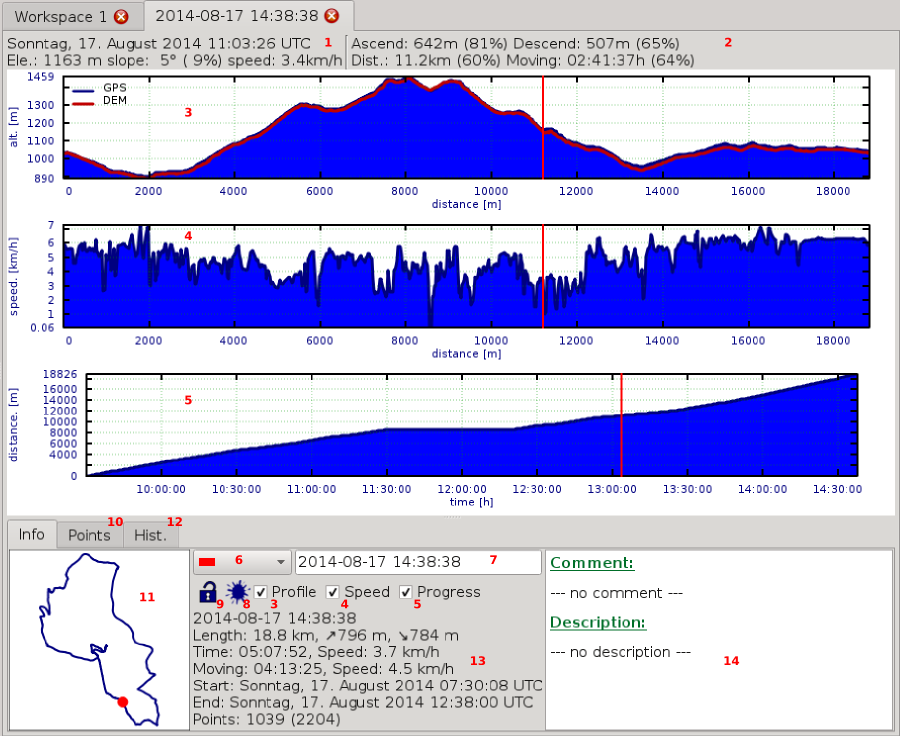 Workspace 1
2014-08-17 14:38:38
Sonntag, 17. August 2014 11:03:26 UTC 1
Ele.: 1163 m slope: 5° ( 9%) speed: 3.4km/h
Ascend: 642m (81%) Descend: 507m (65%) 2
Dist.: 11.2km (60%) Moving: 02:41:37h (64%)
1459
1300
1200
1100
1000
890
alt. [m]
GPS
DEM
3
0 2000 4000 6000 8000 10000 12000 14000 16000 18000
distance [m]
7
6
5
4
3
2
1
0.06
speed. [km/h]
4
2000 4000 6000 8000 10000 12000 14000 16000 18000
distance [m]
18826
16000
14000
12000
10000
8000
6000
4000
0
distance. [m]
5
10:00:00 10:30:00 11:00:00 11:30:00 12:00:00 12:30:00 13:00:00 13:30:00 14:00:00 14:30:00
time [h]
Info
Points 10
Hist. 12
11
6
2014-08-17 14:38:38 7
Profile Speed Progress
9 8 3 4 5
2014-08-17 14:38:38
Length: 18.8 km, ↗796 m, ↘784 m
Time: 05:07:52, Speed: 3.7 km/h
Moving: 04:13:25, Speed: 4.5 km/h
13
Start: Sonntag, 17. August 2014 07:30:08 UTC
End: Sonntag, 17. August 2014 12:38:00 UTC
Points: 1039 (2204)
Comment:
--- no comment ---
Description:
--- no description ---
14